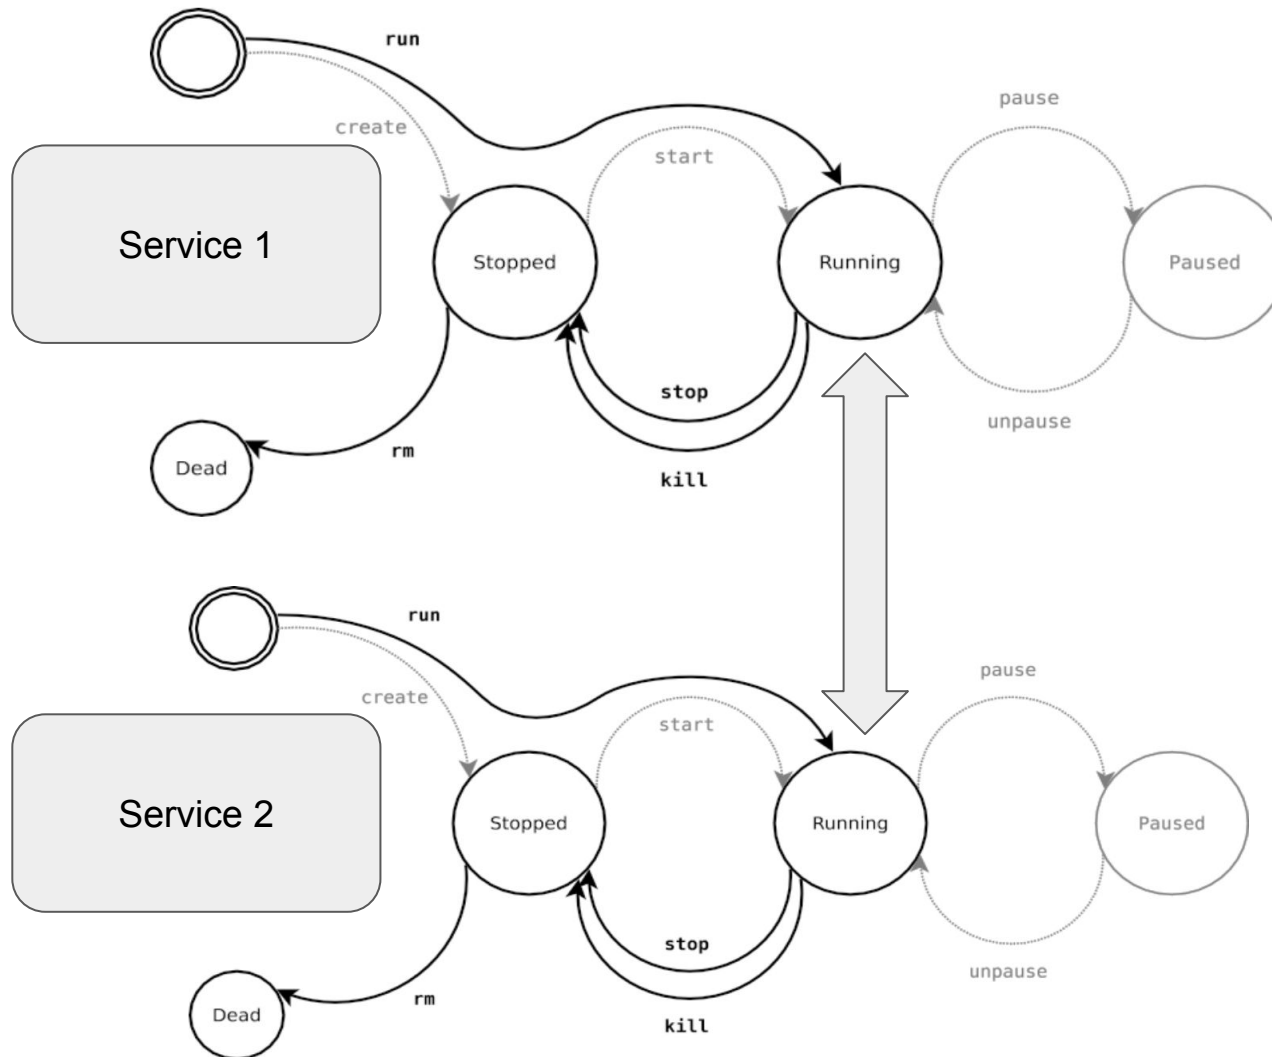 run
pause
create
start
Service 1
Stopped
Running
Paused
stop
unpause
rm
Dead
kill
run
pause
create
start
Service 2
Stopped
Running
Paused
stop
unpause
rm
Dead
kill